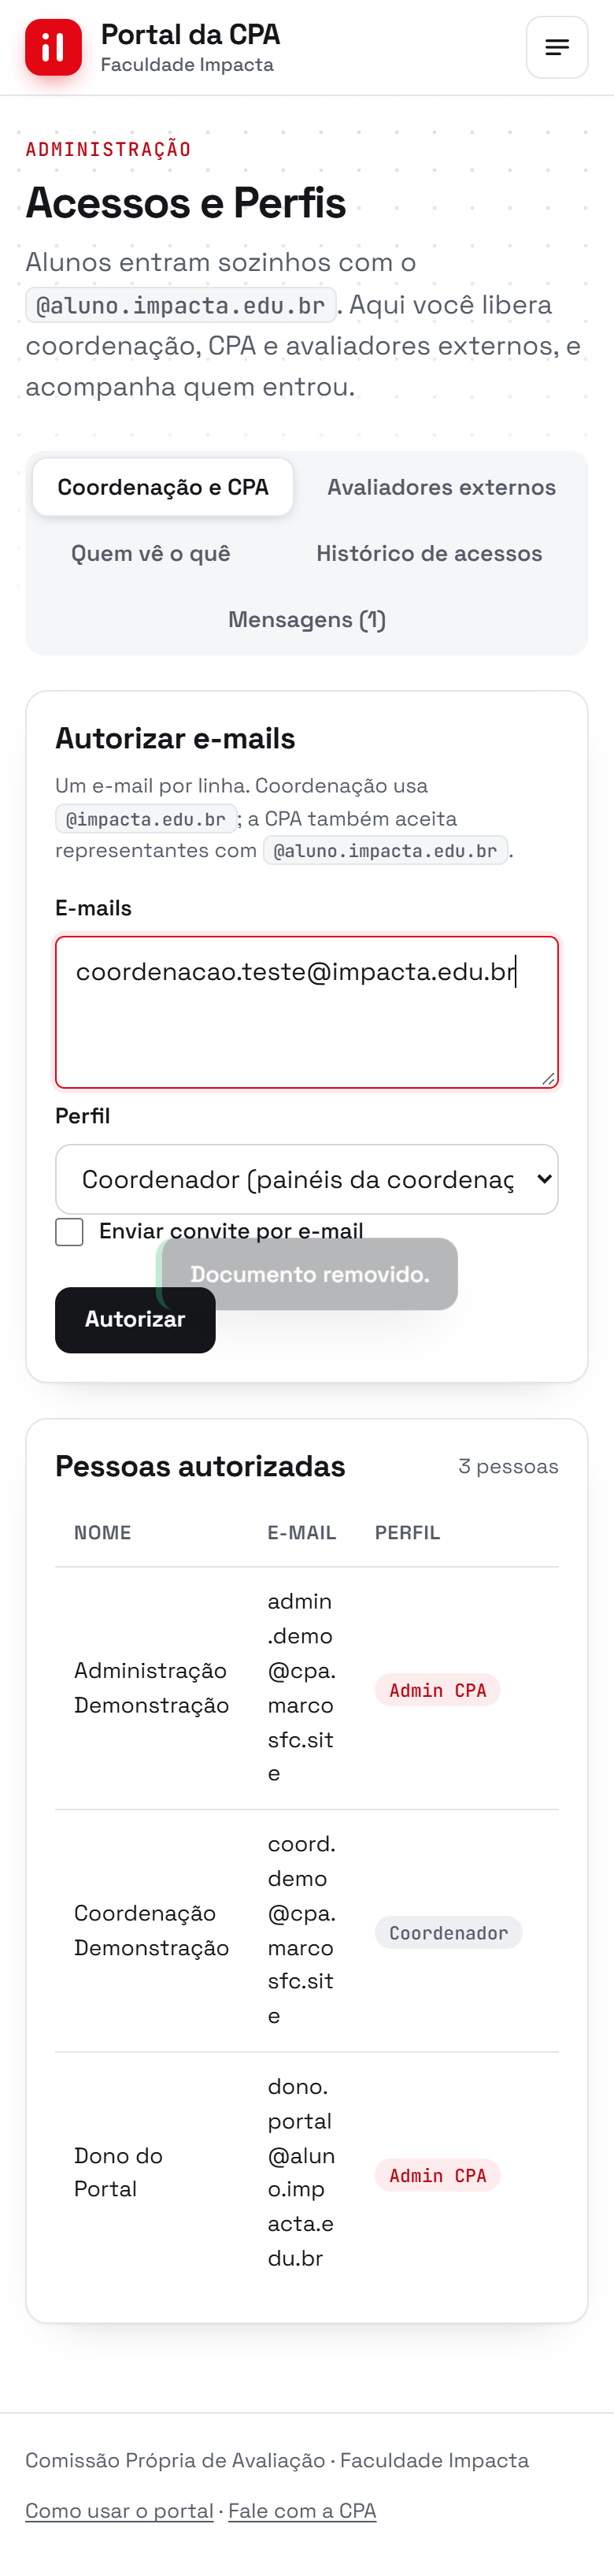 Portal da CPA
Faculdade Impacta
ADMINISTRAÇÃO
Acessos e Perfis
Alunos entram sozinhos com o
@aluno.impacta.edu.br. Aqui você libera
coordenação, CPA e avaliadores externos, e
acompanha quem entrou.
Coordenação e CPA
Avaliadores externos
Quem vê o quê
Histórico de acessos
Mensagens (1)
Autorizar e-mails
Um e-mail por linha. Coordenação usa
@impacta.edu.br; a CPA também aceita
representantes com @aluno.impacta.edu.br.
E-mails
coordenacao.teste@impacta.edu.br
Perfil
Coordenador (painéis da coordenaç
Enviar convite por e-mail
Documento removido.
Autorizar
Pessoas autorizadas
3 pessoas
NOME E-MAIL PERFIL
admin
.demo
Administração @cpa.
Demonstração marco
sfc.sit
e
Admin CPA
coord.
demo
Coordenação @cpa.
Demonstração marco
sfc.sit
e
Coordenador
dono.
portal
Dono do @alun
Portal o.imp
acta.e
du.br
Admin CPA
Comissão Própria de Avaliação · Faculdade Impacta
Como usar o portal · Fale com a CPA